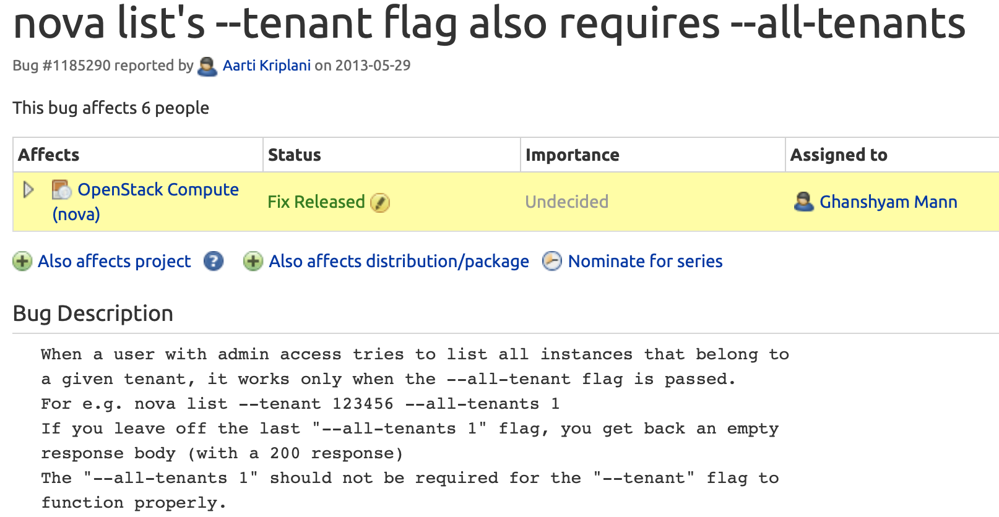 nova list's --tenant flag also requires --all-tenants
Bug #1185290 reported by Aarti Kriplani on 2013-05-29
This bug affects 6 people
Affects Status Importance Assigned to
OpenStack Compute
(nova)
Fix Released Undecided Ghanshyam Mann
Also affects project ? Also affects distribution/package Nominate for series
Bug Description
When a user with admin access tries to list all instances that belong to
a given tenant, it works only when the --all-tenant flag is passed.
For e.g. nova list --tenant 123456 --all-tenants 1
If you leave off the last "--all-tenants 1" flag, you get back an empty
response body (with a 200 response)
The "--all-tenants 1" should not be required for the "--tenant" flag to
function properly.